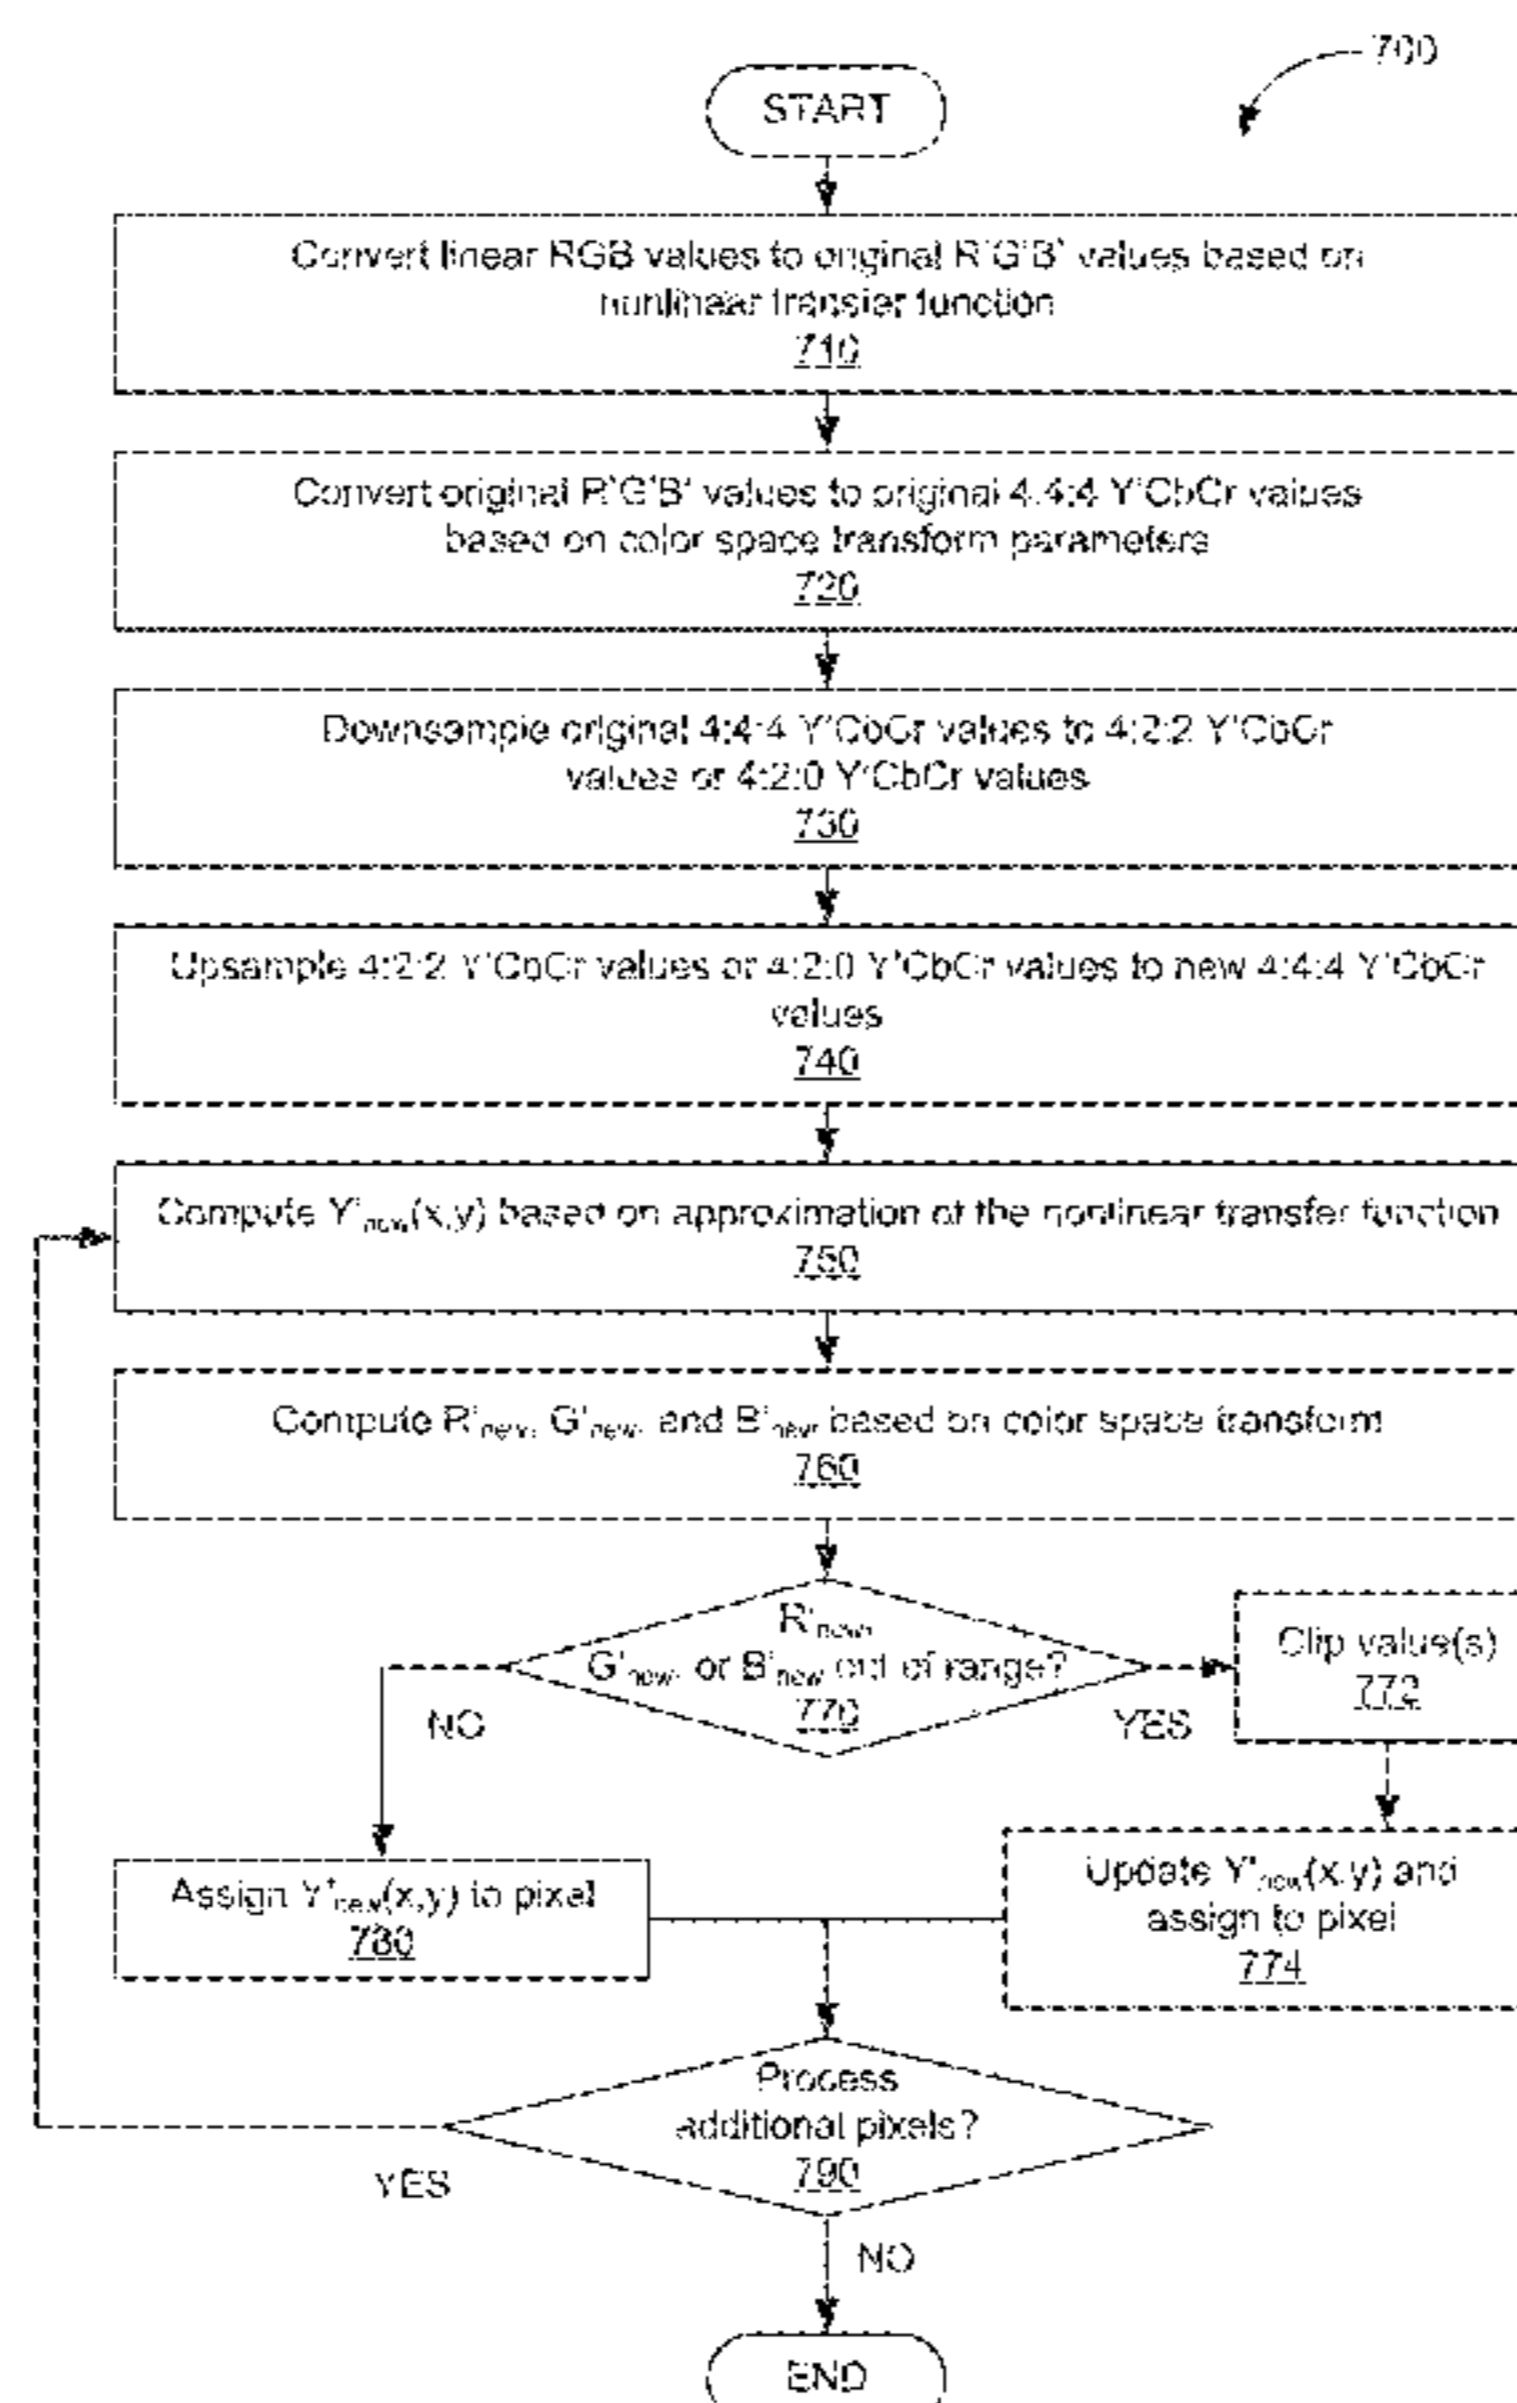 700
START
Convert linear RGB values to original R'G'B' values based on
nonlinear transfer function
710
Convert original R'G'B' values to original 4:4:4 Y'CbCr values
based on color space transform parameters
720
Downsample original 4:4:4 Y'CbCr values to 4:2:2 Y'CbCr
values or 4:2:0 Y'CbCr values
730
Upsample 4:2:2 Y'CbCr values or 4:2:0 Y'CbCr values to new 4:4:4 Y'CbCr
values
740
Compute Y'new(x,y) based on approximation of the nonlinear transfer function
750
Compute R'new, G'new, and B'new based on color space transform
760
R'new,
G'new, or B'new out of range?
770
NO
YES
Clip value(s)
772
Assign Y'new(x,y) to pixel
780
Update Y'new(x,y) and
assign to pixel
774
Process
additional pixels?
790
YES
NO
END